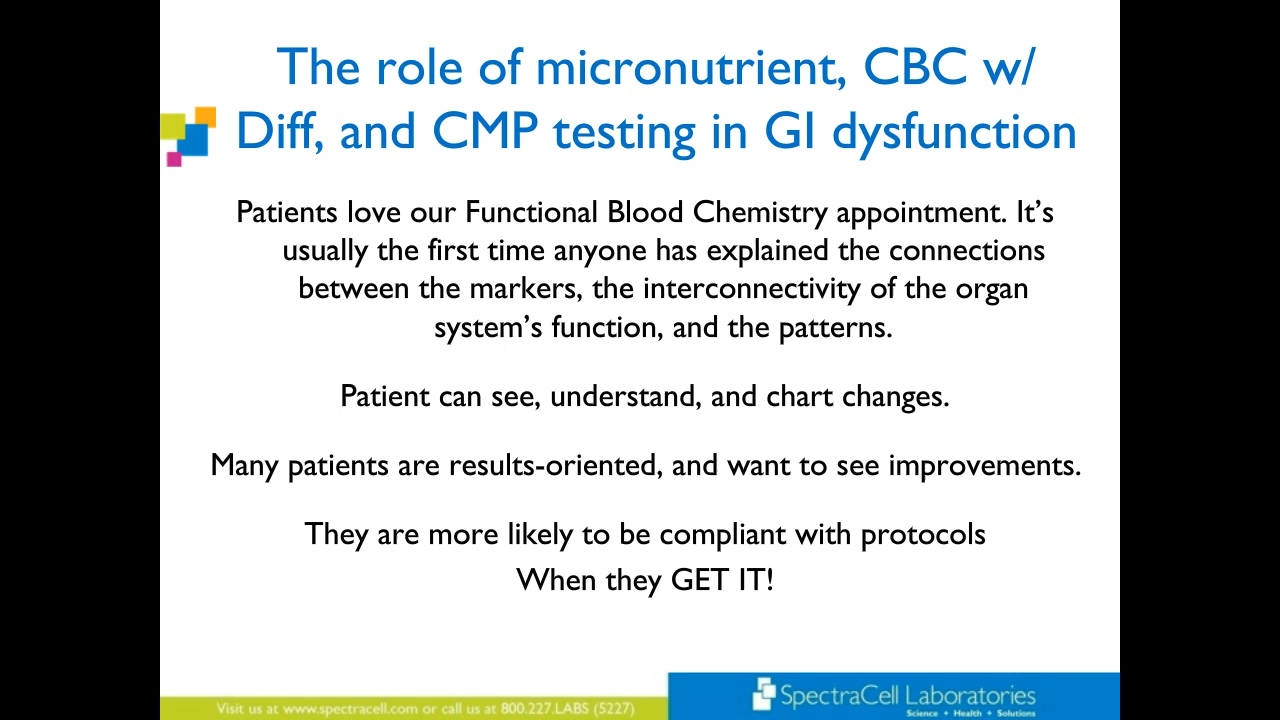 The role of micronutrient, CBC w/
Diff, and CMP testing in GI dysfunction
Patients love our Functional Blood Chemistry appointment. It’s
usually the first time anyone has explained the connections
between the markers, the interconnectivity of the organ
system’s function, and the patterns.
Patient can see, understand, and chart changes.
Many patients are results-oriented, and want to see improvements.
They are more likely to be compliant with protocols
When they GET IT!
Visit us at www.spectracell.com or call us at 800.227.LABS (5227)
SpectraCell Laboratories
Science + Health + Solutions